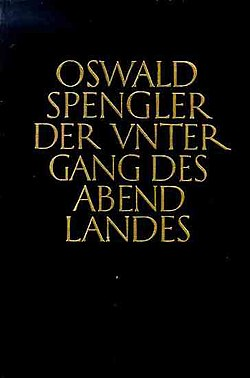 OSWALD
SPENGLER
DER VNTER
GANG DES
ABEND
LANDES